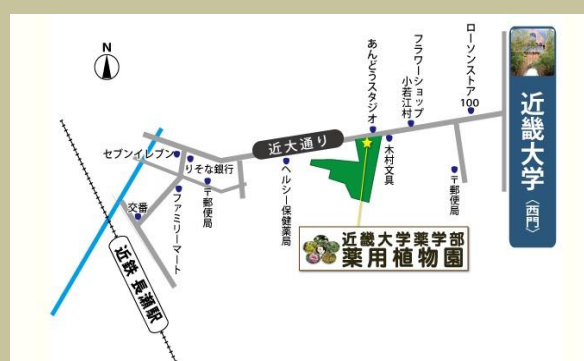 N
あんどうスタジオ
フラワーショップ
小若江村
ローソンストア
100
近畿大学
〈西門〉
セブンイレブン
りそな銀行
近大通り
木村文具
〒郵便局
交番
ファミリーマート
〒郵便局
ヘルシー保健薬局
近鉄 長瀬駅
近畿大学薬学部
薬用植物園